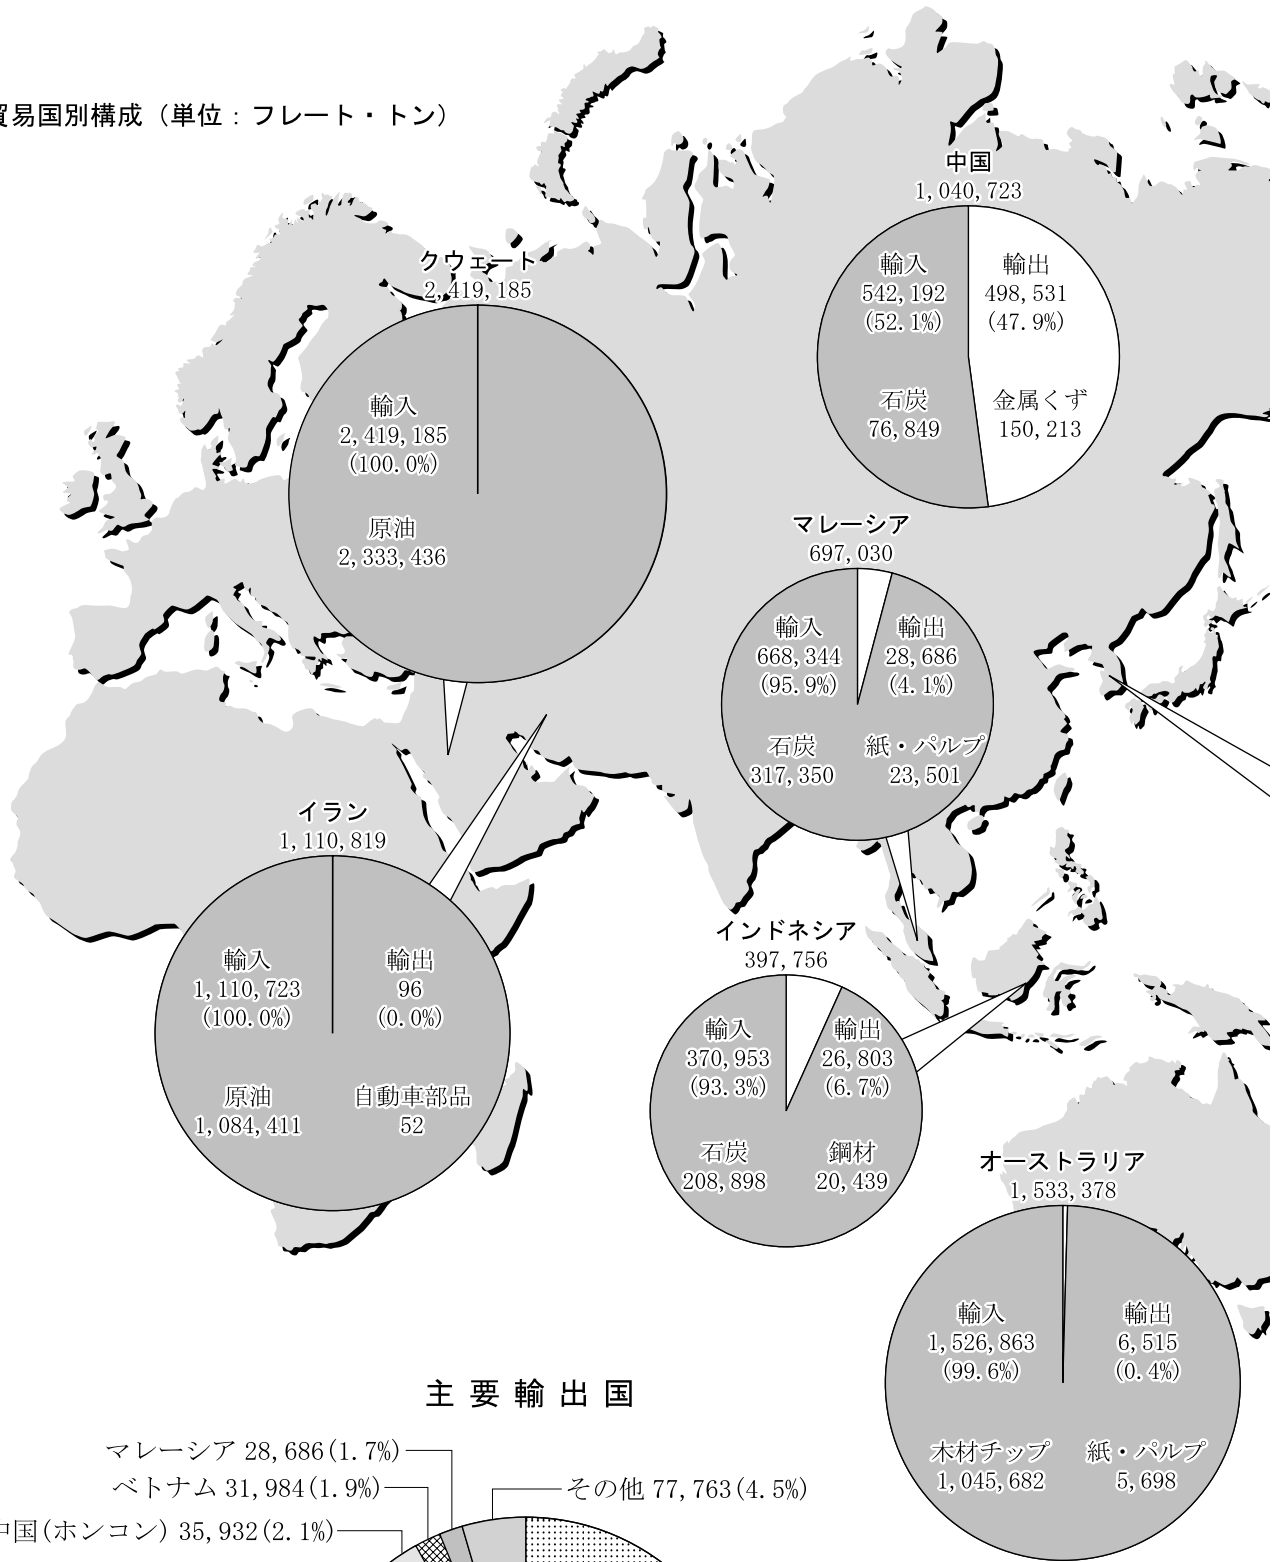 貿易国別構成（単位：フレート・トン）
中国
1,040,723
輸入
542,192
(52.1%)
輸出
498,531
(47.9%)
石炭
76,849
金属くず
150,213
クウェート
2,419,185
輸入
2,419,185
(100.0%)
原油
2,333,436
マレーシア
697,030
輸入
668,344
(95.9%)
輸出
28,686
(4.1%)
石炭
317,350
紙・パルプ
23,501
イラン
1,110,819
輸入
1,110,723
(100.0%)
輸出
96
(0.0%)
原油
1,084,411
自動車部品
52
インドネシア
397,756
輸入
370,953
(93.3%)
輸出
26,803
(6.7%)
石炭
208,898
鋼材
20,439
オーストラリア
1,533,378
輸入
1,526,863
(99.6%)
輸出
6,515
(0.4%)
木材チップ
1,045,682
紙・パルプ
5,698
主要輸出国
マレーシア 28,686(1.7%)
ベトナム 31,984(1.9%)
その他 77,763(4.5%)
中国(ホンコン) 35,932(2.1%)